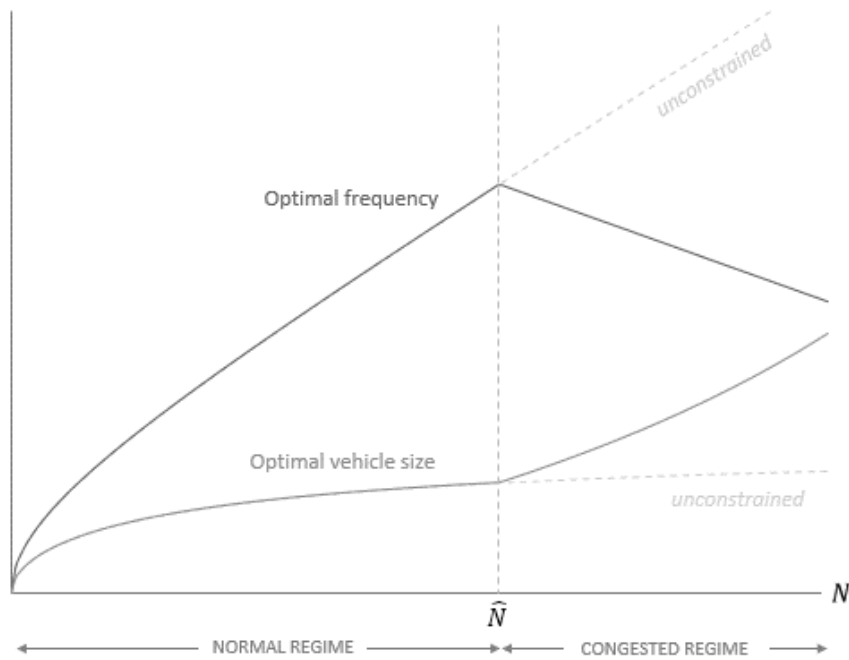 unconstrained
Optimal frequency
Optimal vehicle size
unconstrained
N
N̂
NORMAL REGIME
CONGESTED REGIME